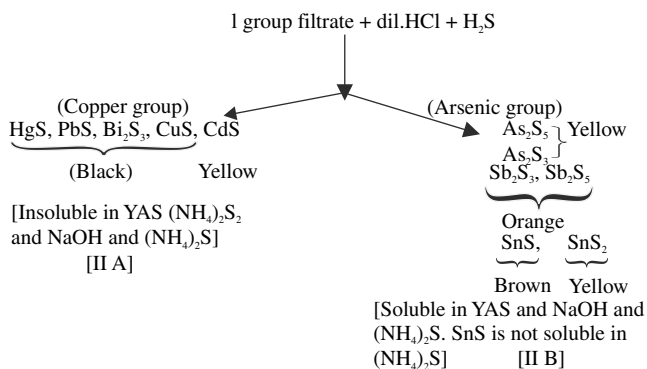 l group filtrate + dil.HCl + H₂S
(Copper group)
HgS, PbS, Bi₂S₃, CuS, CdS
(Black) Yellow
[Insoluble in YAS (NH₄)₂S₂
and NaOH and (NH₄)₂S]
[II A]
(Arsenic group)
As₂S₅
As₂S₃
Yellow
Sb₂S₃, Sb₂S₅
Orange
SnS, SnS₂
Brown Yellow
[Soluble in YAS and NaOH and
(NH₄)₂S. SnS is not soluble in
(NH₄)₂S] [II B]